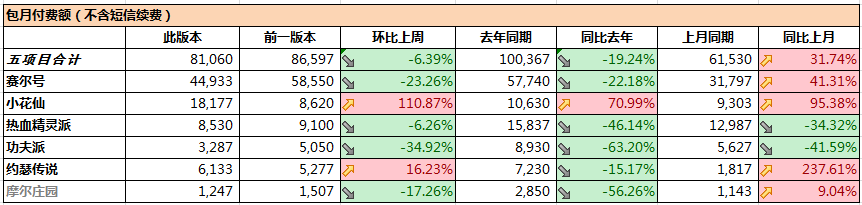 包月付费额（不含短信续费）
此版本 前一版本 环比上周 去年同期 同比去年 上月同期 同比上月
五项目合计 81,060 86,597 -6.39% 100,367 -19.24% 61,530 31.74%
赛尔号 44,933 58,550 -23.26% 57,740 -22.18% 31,797 41.31%
小花仙 18,177 8,620 110.87% 10,630 70.99% 9,303 95.38%
热血精灵派 8,530 9,100 -6.26% 15,837 -46.14% 12,987 -34.32%
功夫派 3,287 5,050 -34.92% 8,930 -63.20% 5,627 -41.59%
约瑟传说 6,133 5,277 16.23% 7,230 -15.17% 1,817 237.61%
摩尔庄园 1,247 1,507 -17.26% 2,850 -56.26% 1,143 9.04%